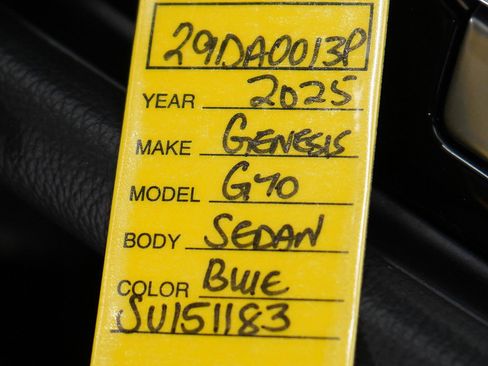 29DA0013P
YEAR 2025
MAKE GENESIS
MODEL G70
BODY SEDAN
COLOR BLUE
SU151183